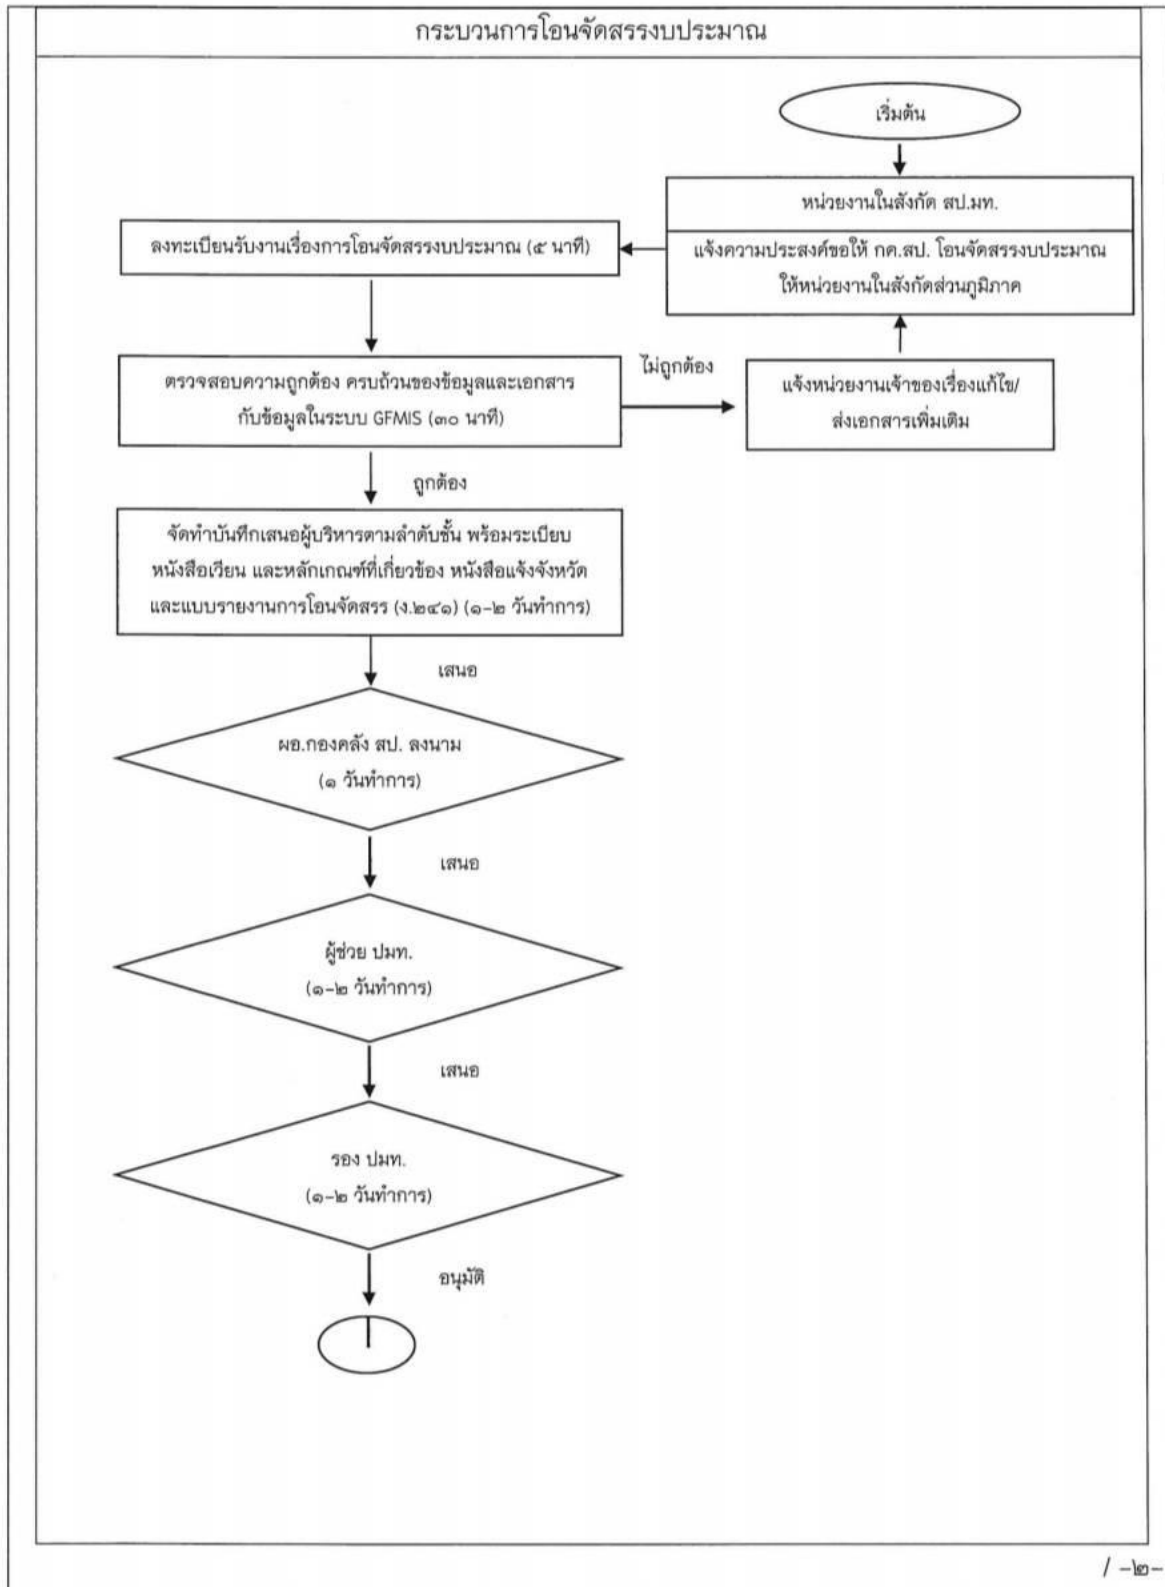 กระบวนการโอนจัดสรรงบประมาณ
เริ่มต้น
หน่วยงานในสังกัด สป.มท.
แจ้งความประสงค์ขอให้ กค.สป. โอนจัดสรรงบประมาณ
ให้หน่วยงานในสังกัดส่วนภูมิภาค
ลงทะเบียนรับงานเรื่องการโอนจัดสรรงบประมาณ (๕ นาที)
ตรวจสอบความถูกต้อง ครบถ้วนของข้อมูลและเอกสาร
กับข้อมูลในระบบ GFMIS (๓๐ นาที)
ไม่ถูกต้อง
แจ้งหน่วยงานเจ้าของเรื่องแก้ไข/
ส่งเอกสารเพิ่มเติม
ถูกต้อง
จัดทำบันทึกเสนอผู้บริหารตามลำดับชั้น พร้อมระเบียบ
หนังสือเวียน และหลักเกณฑ์ที่เกี่ยวข้อง หนังสือแจ้งจังหวัด
และแบบรายงานการโอนจัดสรร (ง.๒๔๑) (๑-๒ วันทำการ)
เสนอ
ผอ.กองคลัง สป. ลงนาม
(๑ วันทำการ)
เสนอ
ผู้ช่วย ปมท.
(๑-๒ วันทำการ)
เสนอ
รอง ปมท.
(๑-๒ วันทำการ)
อนุมัติ
/ -๒-